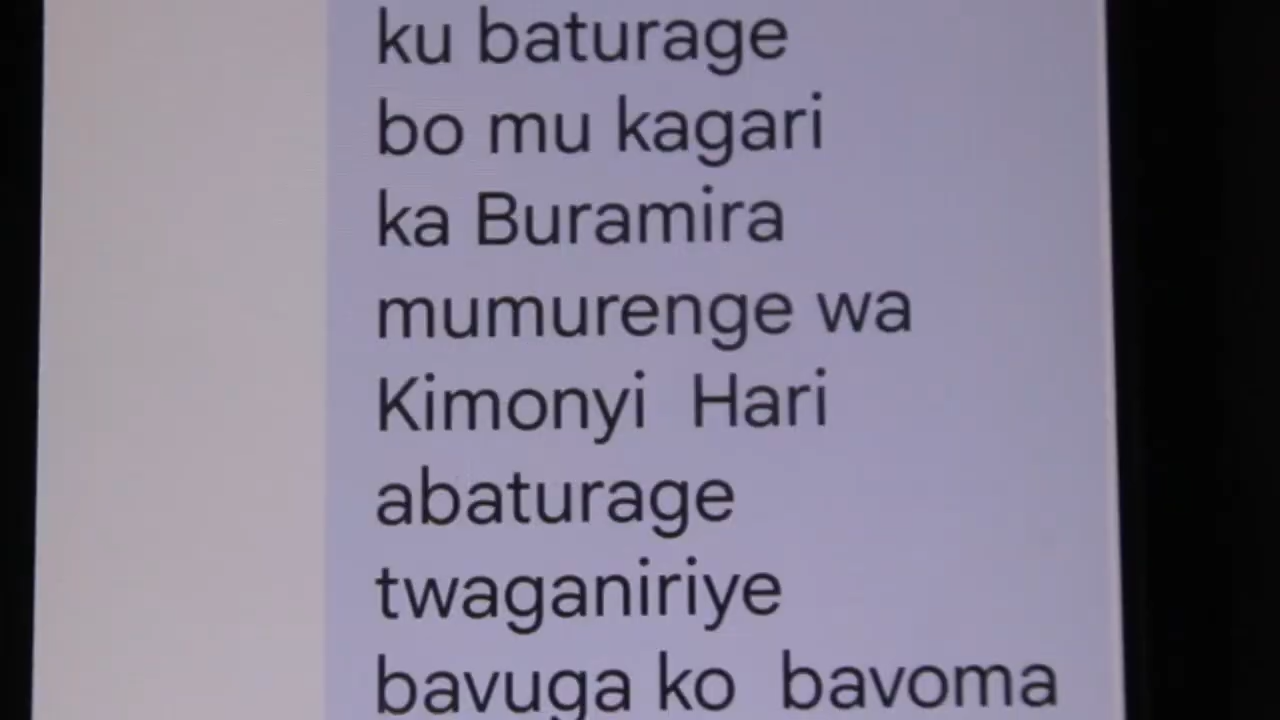 ku baturage
bo mu kagari
ka Buramira
mumurenge wa
Kimonyi  Hari
abaturage
twaganiriye
bavuga ko  bavoma